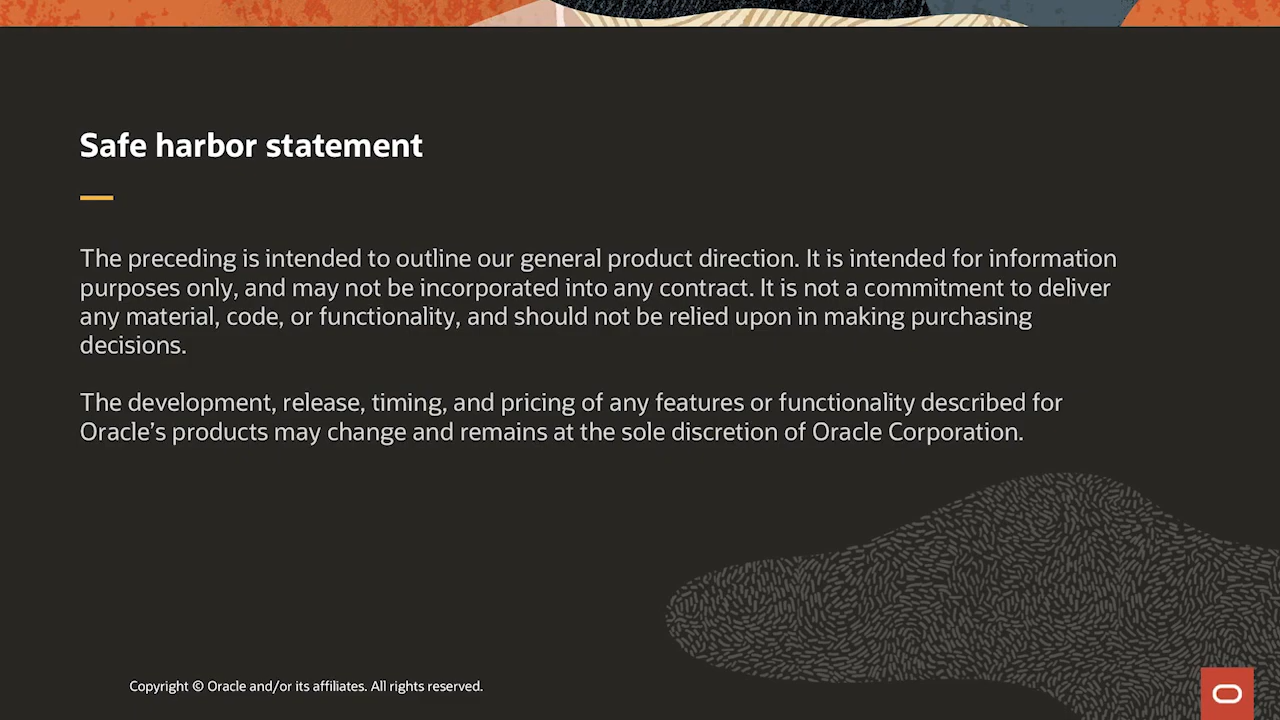 Safe harbor statement
The preceding is intended to outline our general product direction. It is intended for information
purposes only, and may not be incorporated into any contract. It is not a commitment to deliver
any material, code, or functionality, and should not be relied upon in making purchasing
decisions.
The development, release, timing, and pricing of any features or functionality described for
Oracle’s products may change and remains at the sole discretion of Oracle Corporation.
Copyright © Oracle and/or its affiliates. All rights reserved.